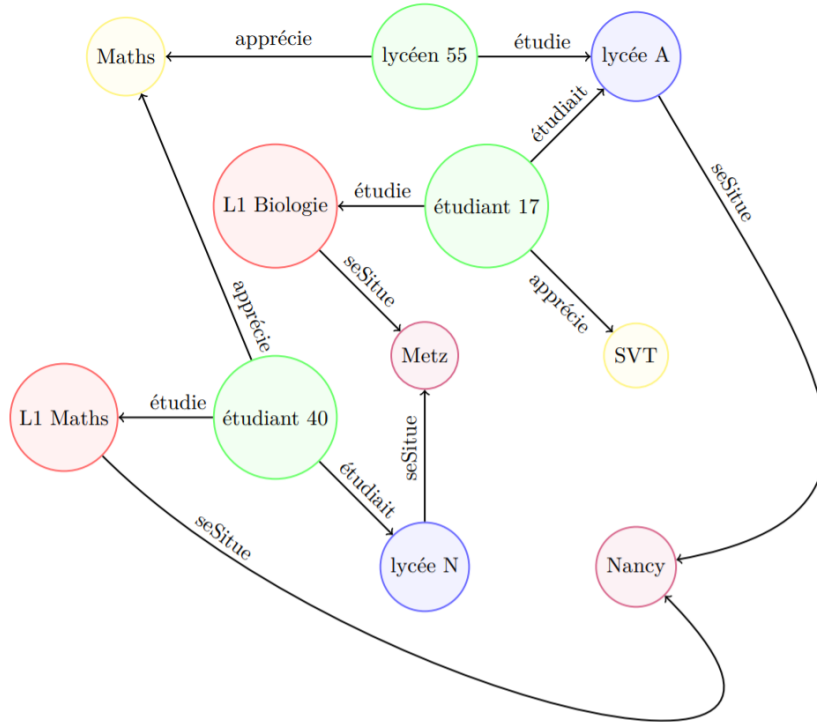 apprécie
étudie
Maths
lycéen 55
lycée A
étudiait
seSitue
étudie
L1 Biologie
étudiant 17
seSitue
apprécie
apprécie
Metz
SVT
étudie
L1 Maths
étudiant 40
seSitue
étudiait
seSitue
lycée N
Nancy